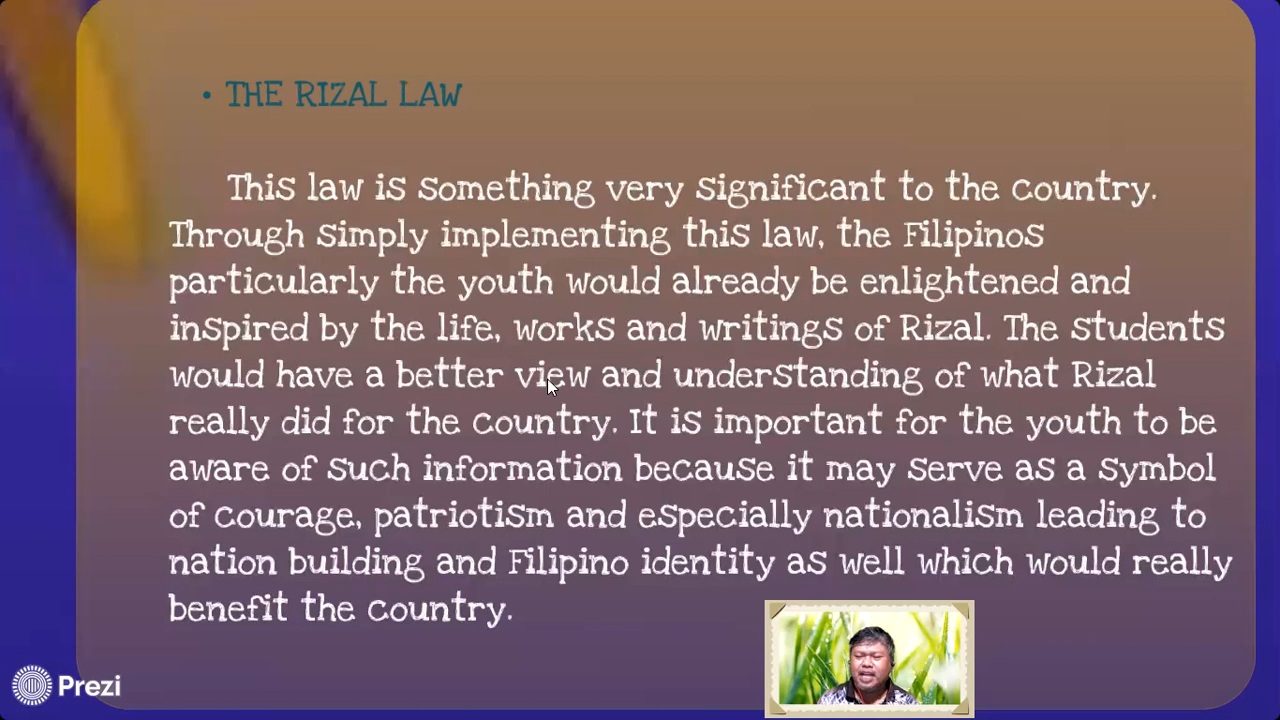 • THE RIZAL LAW
This law is something very significant to the country.
Through simply implementing this law, the Filipinos
particularly the youth would already be enlightened and
inspired by the life, works and writings of Rizal. The students
would have a better view and understanding of what Rizal
really did for the country. It is important for the youth to be
aware of such information because it may serve as a symbol
of courage, patriotism and especially nationalism leading to
nation building and Filipino identity as well which would really
benefit the country.
Prezi